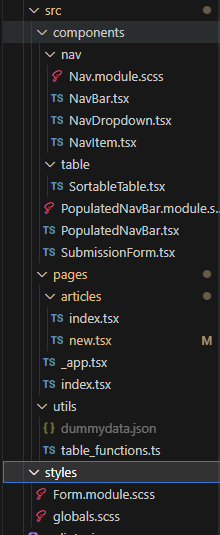 src
components
nav
Nav.module.scss
TS NavBar.tsx
TS NavDropdown.tsx
TS NavItem.tsx
table
TS SortableTable.tsx
PopulatedNavBar.module.s...
TS PopulatedNavBar.tsx
TS SubmissionForm.tsx
pages
articles
TS index.tsx
TS new.tsx M
TS _app.tsx
TS index.tsx
utils
{} dummydata.json
TS table_functions.ts
styles
Form.module.scss
globals.scss